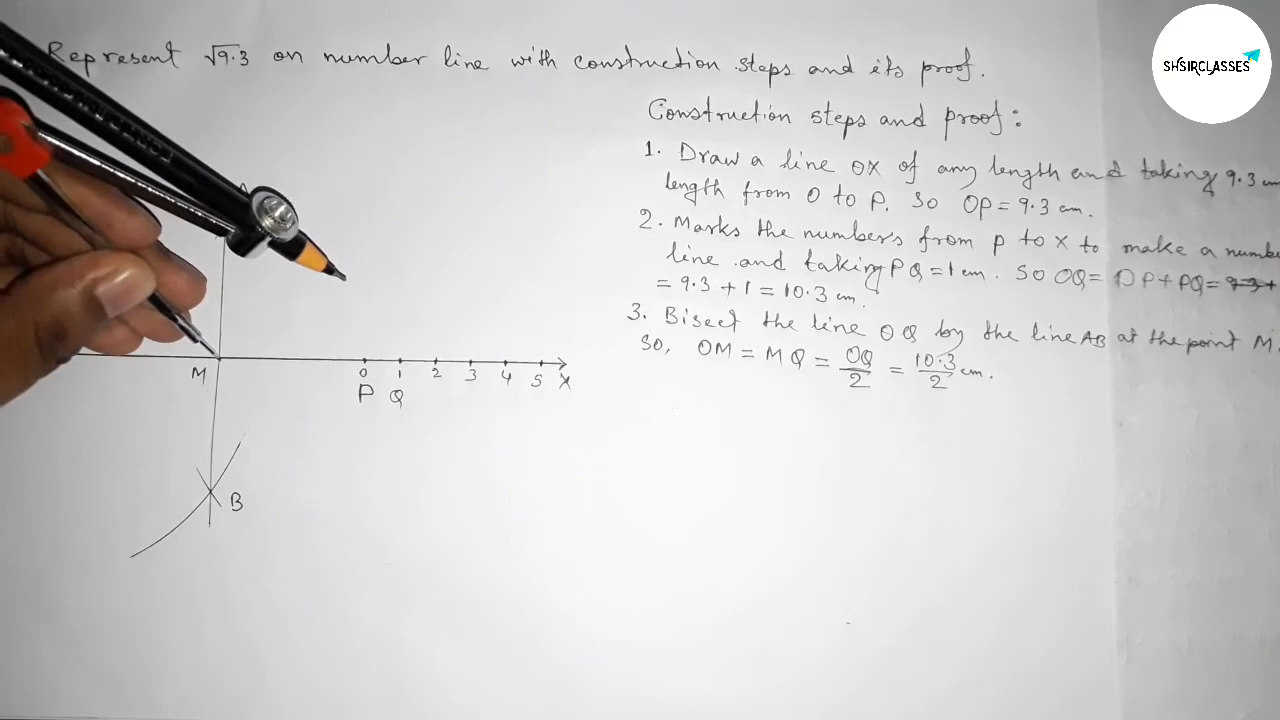 Represent √9.3 on number line with construction steps and its proof.
SHSIRCLASSES
Construction steps and proof:
1. Draw a line OX of any length and taking 9.3 cm
length from O to P. So OP = 9.3 cm.
2. Marks the numbers from P to X to make a numbe
line and taking PQ = 1 cm. So OQ = OP + PQ =
= 9.3 + 1 = 10.3 cm.
3. Bisect the line OQ by the line AB at the point M.
So, OM = MQ = OQ/2 = 10.3/2 cm.
A
M
0 1 2 3 4 5 X
P Q
B